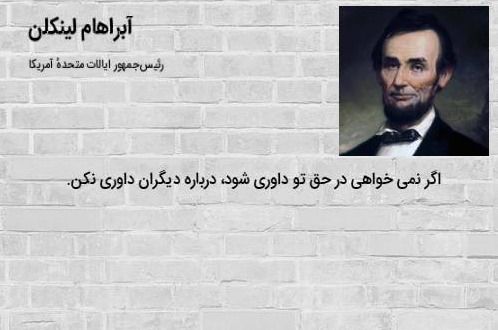 آبراهام لینکلن
رئیس‌جمهور ایالات متحدهٔ آمریکا
اگر نمی خواهی در حق تو داوری شود، درباره دیگران داوری نکن.